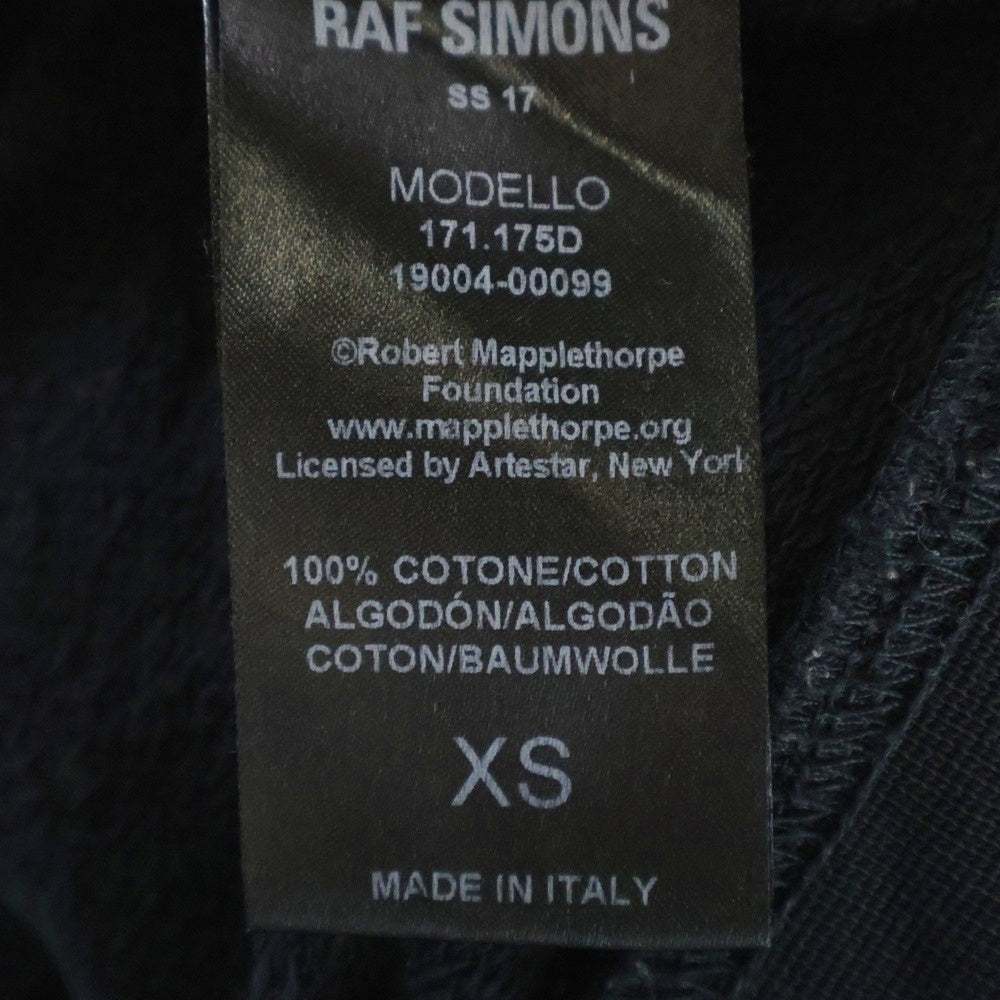 RAF SIMONS
SS 17
MODELLO
171.175D
19004-00099
©Robert Mapplethorpe
Foundation
www.mapplethorpe.org
Licensed by Artestar, New York
100% COTONE/COTTON
ALGODÓN/ALGODÃO
COTON/BAUMWOLLE
XS
MADE IN ITALY